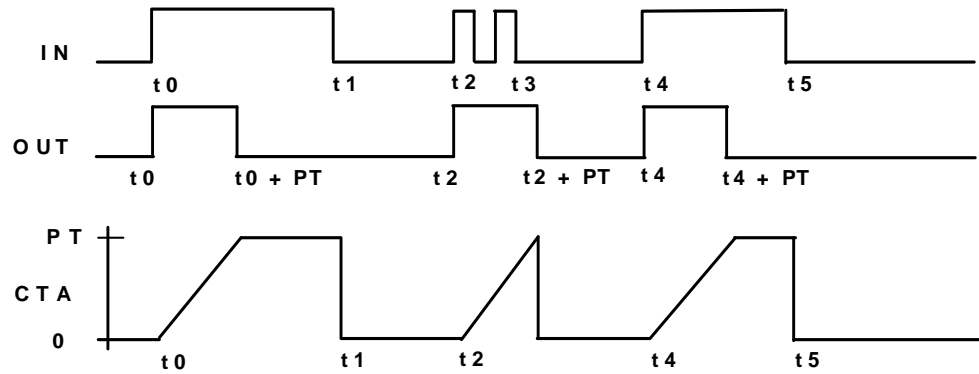 IN
t0 t1 t2 t3 t4 t5
OUT
t0 t0 + PT t2 t2 + PT t4 t4 + PT
PT
CTA
0
t0 t1 t2 t4 t5